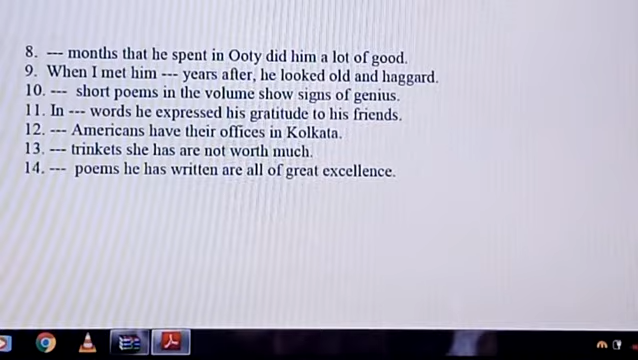 8. --- months that he spent in Ooty did him a lot of good.
9. When I met him --- years after, he looked old and haggard.
10. --- short poems in the volume show signs of genius.
11. In --- words he expressed his gratitude to his friends.
12. --- Americans have their offices in Kolkata.
13. --- trinkets she has are not worth much.
14. --- poems he has written are all of great excellence.